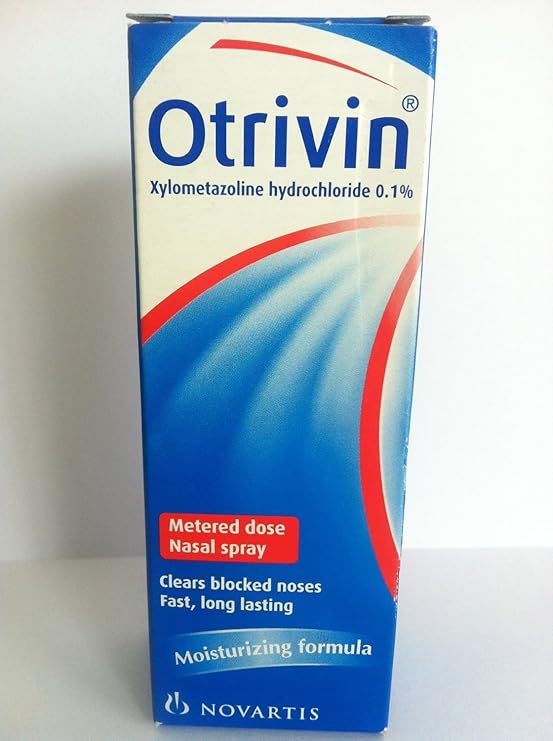 Otrivin®
Xylometazoline hydrochloride 0.1%
Metered dose
Nasal spray
Clears blocked noses
Fast, long lasting
Moisturizing formula
NOVARTIS